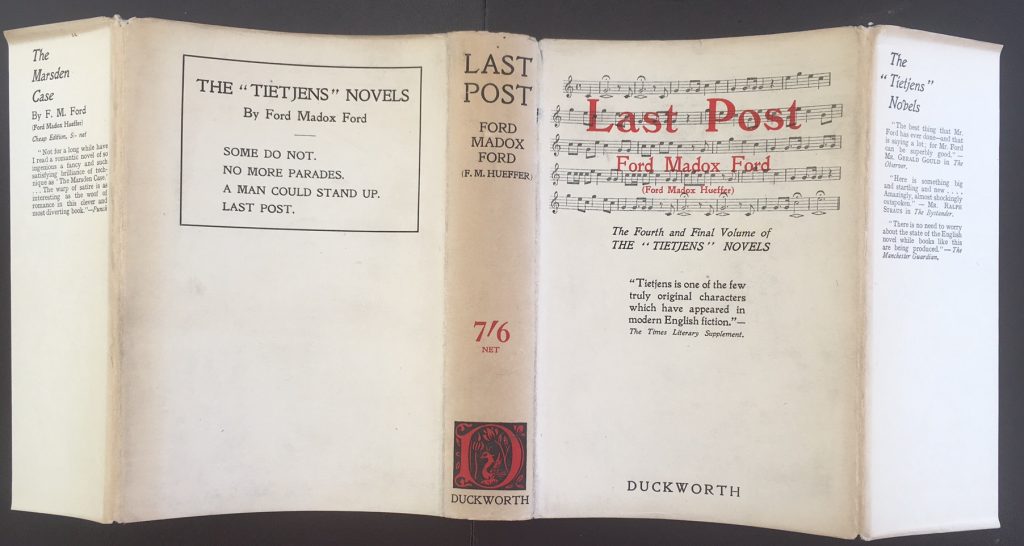 The
Marsden
Case
By F. M. Ford
(Ford Madox Hueffer)
Cheap Edition, 5/- net
"Not for a long while have
I read a romantic novel of so
ingenious a fancy and such
satisfying brilliance of tech-
nique as 'The Marsden Case.'
. . . The warp of satire is as
interesting as the woof of
romance in this clever and
most diverting book."—Punch
THE "TIETJENS" NOVELS
By Ford Madox Ford
SOME DO NOT.
NO MORE PARADES.
A MAN COULD STAND UP.
LAST POST.
LAST
POST
FORD
MADOX
FORD
(F. M. HUEFFER)
7/6
NET
D
DUCKWORTH
Last Post
Ford Madox Ford
(Ford Madox Hueffer)
The Fourth and Final Volume of
THE "TIETJENS" NOVELS
"Tietjens is one of the few
truly original characters
which have appeared in
modern English fiction."—
The Times Literary Supplement.
DUCKWORTH
The
"Tietjens"
Novels
"The best thing that Mr.
Ford has ever done—and that
is saying a lot; for Mr. Ford
can be superbly good."—
Mr. Gerald Gould in The
Observer.
"Here is something big
and startling and new . . . .
Amazingly, almost shockingly
outspoken." — Mr. Ralph
Straus in The Bystander.
"There is no need to worry
about the state of the English
novel while books like this
are being produced."—The
Manchester Guardian.